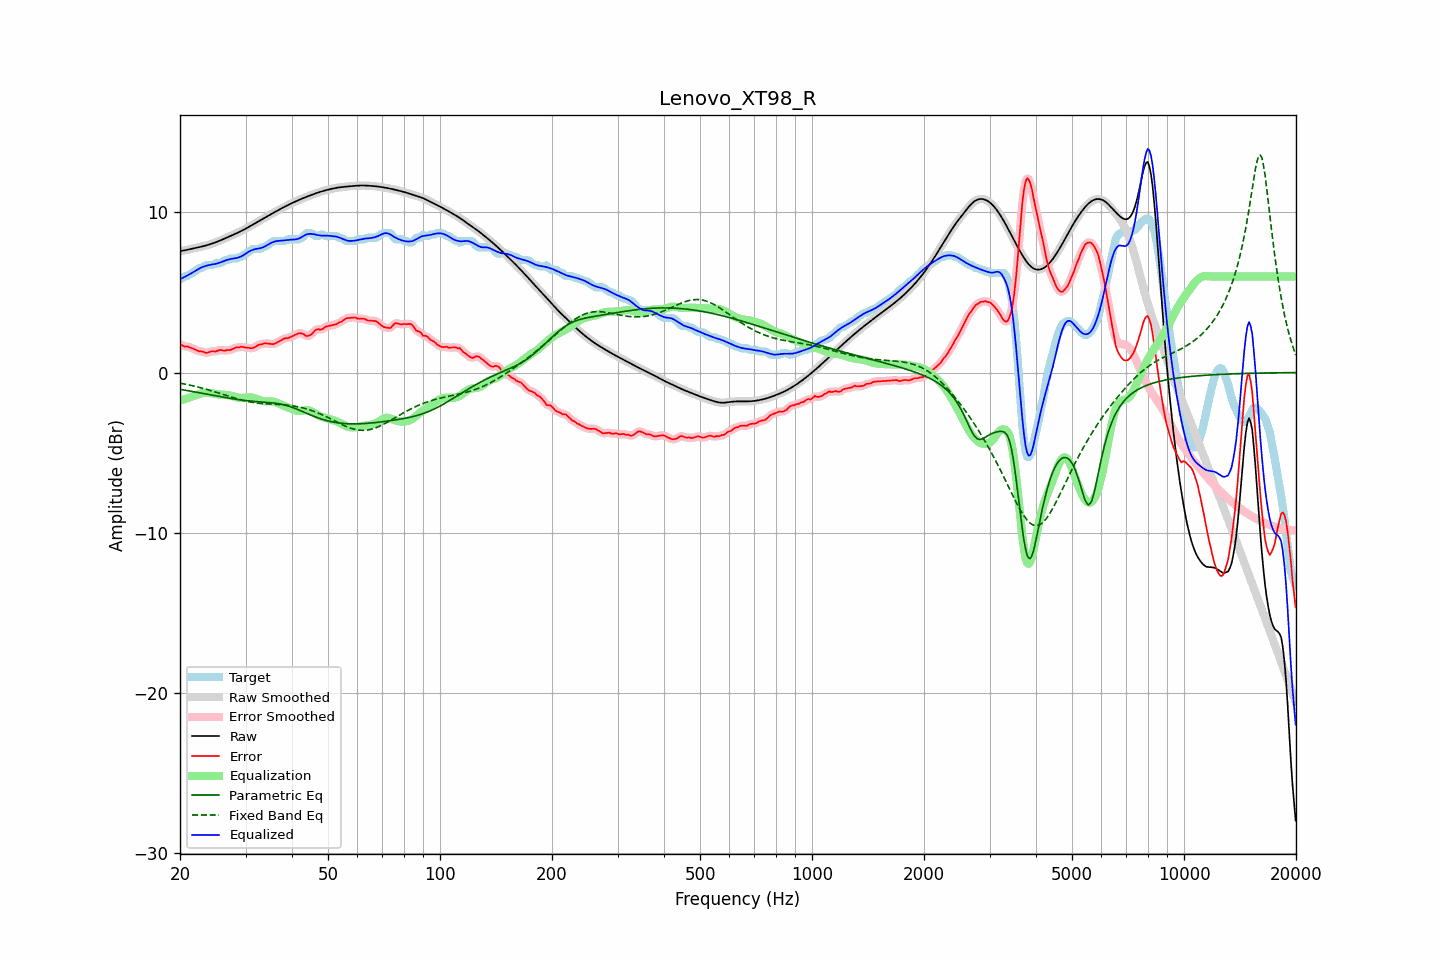 Lenovo_XT98_R
Amplitude (dBr)
10
0
−10
−20
−30
Target
Raw Smoothed
Error Smoothed
Raw
Error
Equalization
Parametric Eq
Fixed Band Eq
Equalized
20 50 100 200 500 1000 2000 5000 10000 20000
Frequency (Hz)